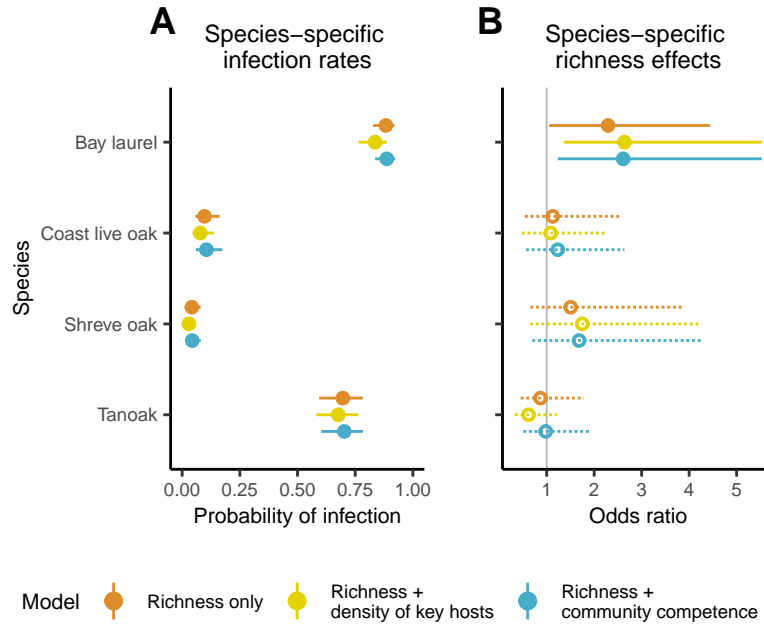 A
Species−specific
infection rates
B
Species−specific
richness effects
Species
Bay laurel
Coast live oak
Shreve oak
Tanoak
0.00 0.25 0.50 0.75 1.00
Probability of infection
1 2 3 4 5
Odds ratio
Model
Richness only
Richness +
density of key hosts
Richness +
community competence